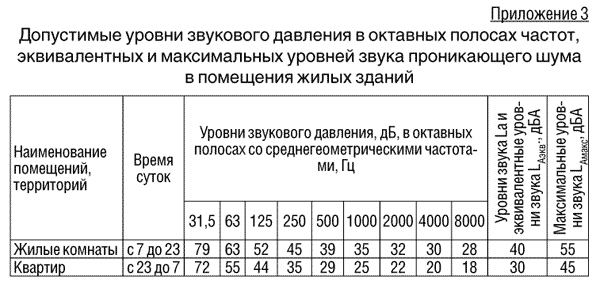 Приложение 3
Допустимые уровни звукового давления в октавных полосах частот,
эквивалентных и максимальных уровней звука проникающего шума
в помещения жилых зданий
Наименование
помещений,
территорий
Время
суток
Уровни звукового давления, дБ, в октавных
полосах со среднегеометрическими частота-
ми, Гц
31,5 63 125 250 500 1000 2000 4000 8000
Уровни звука La и
эквивалентные уров-
ни звука LАэкв., дБА
Максимальные уров-
ни звука LАмакс, дБА
Жилые комнаты с 7 до 23 79 63 52 45 39 35 32 30 28 40 55
Квартир с 23 до 7 72 55 44 35 29 25 22 20 18 30 45